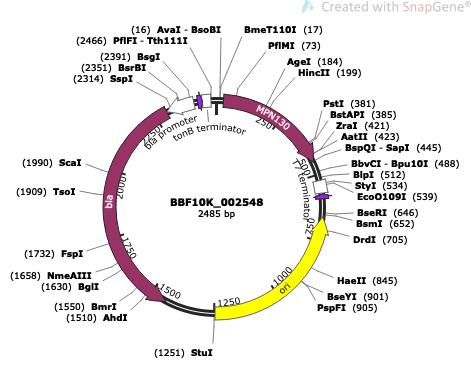 Created with SnapGene®
(16) AvaI - BsoBI
BmeT110I (17)
(2466) PflFI - Tth111I
PflMI (73)
(2391) BsgI
AgeI (184)
(2351) BsrBI
HincII (199)
(2314) SspI
bla promoter
tonB terminator
MPN130
PstI (381)
BstAPI (385)
ZraI (421)
AatII (423)
BspQI - SapI (445)
BbvCI - Bpu10I (488)
BlpI (512)
StyI (534)
EcoO109I (539)
T7 terminator
BseRI (646)
BsmI (652)
DrdI (705)
(1990) ScaI
(1909) TsoI
bla
BBF10K_002548
2485 bp
(1732) FspI
(1658) NmeAIII
(1630) BglI
(1550) BmrI
(1510) AhdI
HaeII (845)
BseYI (901)
PspFI (905)
ori
(1251) StuI
250
500
1000
1250
1500
1750
2000